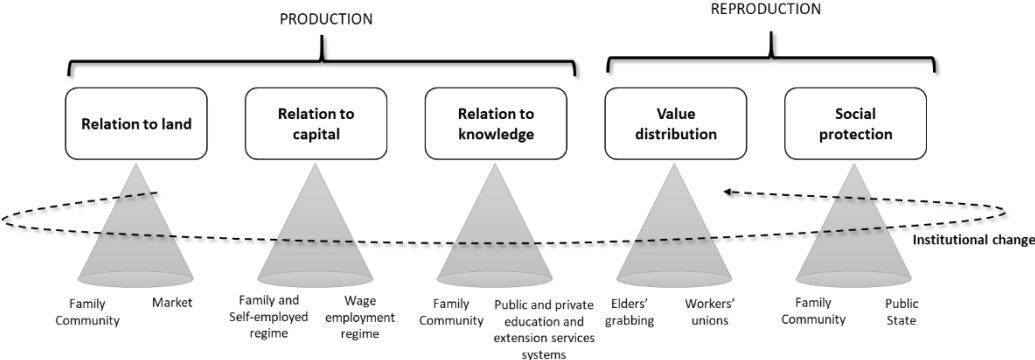 PRODUCTION
REPRODUCTION
Relation to land
Relation to
capital
Relation to
knowledge
Value
distribution
Social
protection
Institutional change
Family
Community
Market
Family and
Self-employed
regime
Wage
employment
regime
Family
Community
Public and private
education and
extension services
systems
Elders’
grabbing
Workers’
unions
Family
Community
Public
State